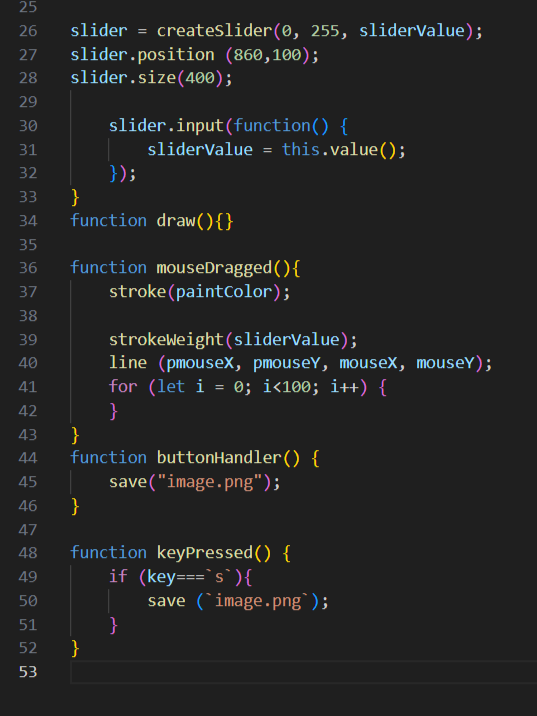 25
26 slider = createSlider(0, 255, sliderValue);
27 slider.position (860,100);
28 slider.size(400);
29
30 slider.input(function() {
31 sliderValue = this.value();
32 });
33 }
34 function draw(){}
35
36 function mouseDragged(){
37 stroke(paintColor);
38
39 strokeWeight(sliderValue);
40 line (pmouseX, pmouseY, mouseX, mouseY);
41 for (let i = 0; i<100; i++) {
42 }
43 }
44 function buttonHandler() {
45 save("image.png");
46 }
47
48 function keyPressed() {
49 if (key===`s`){
50 save (`image.png`);
51 }
52 }
53